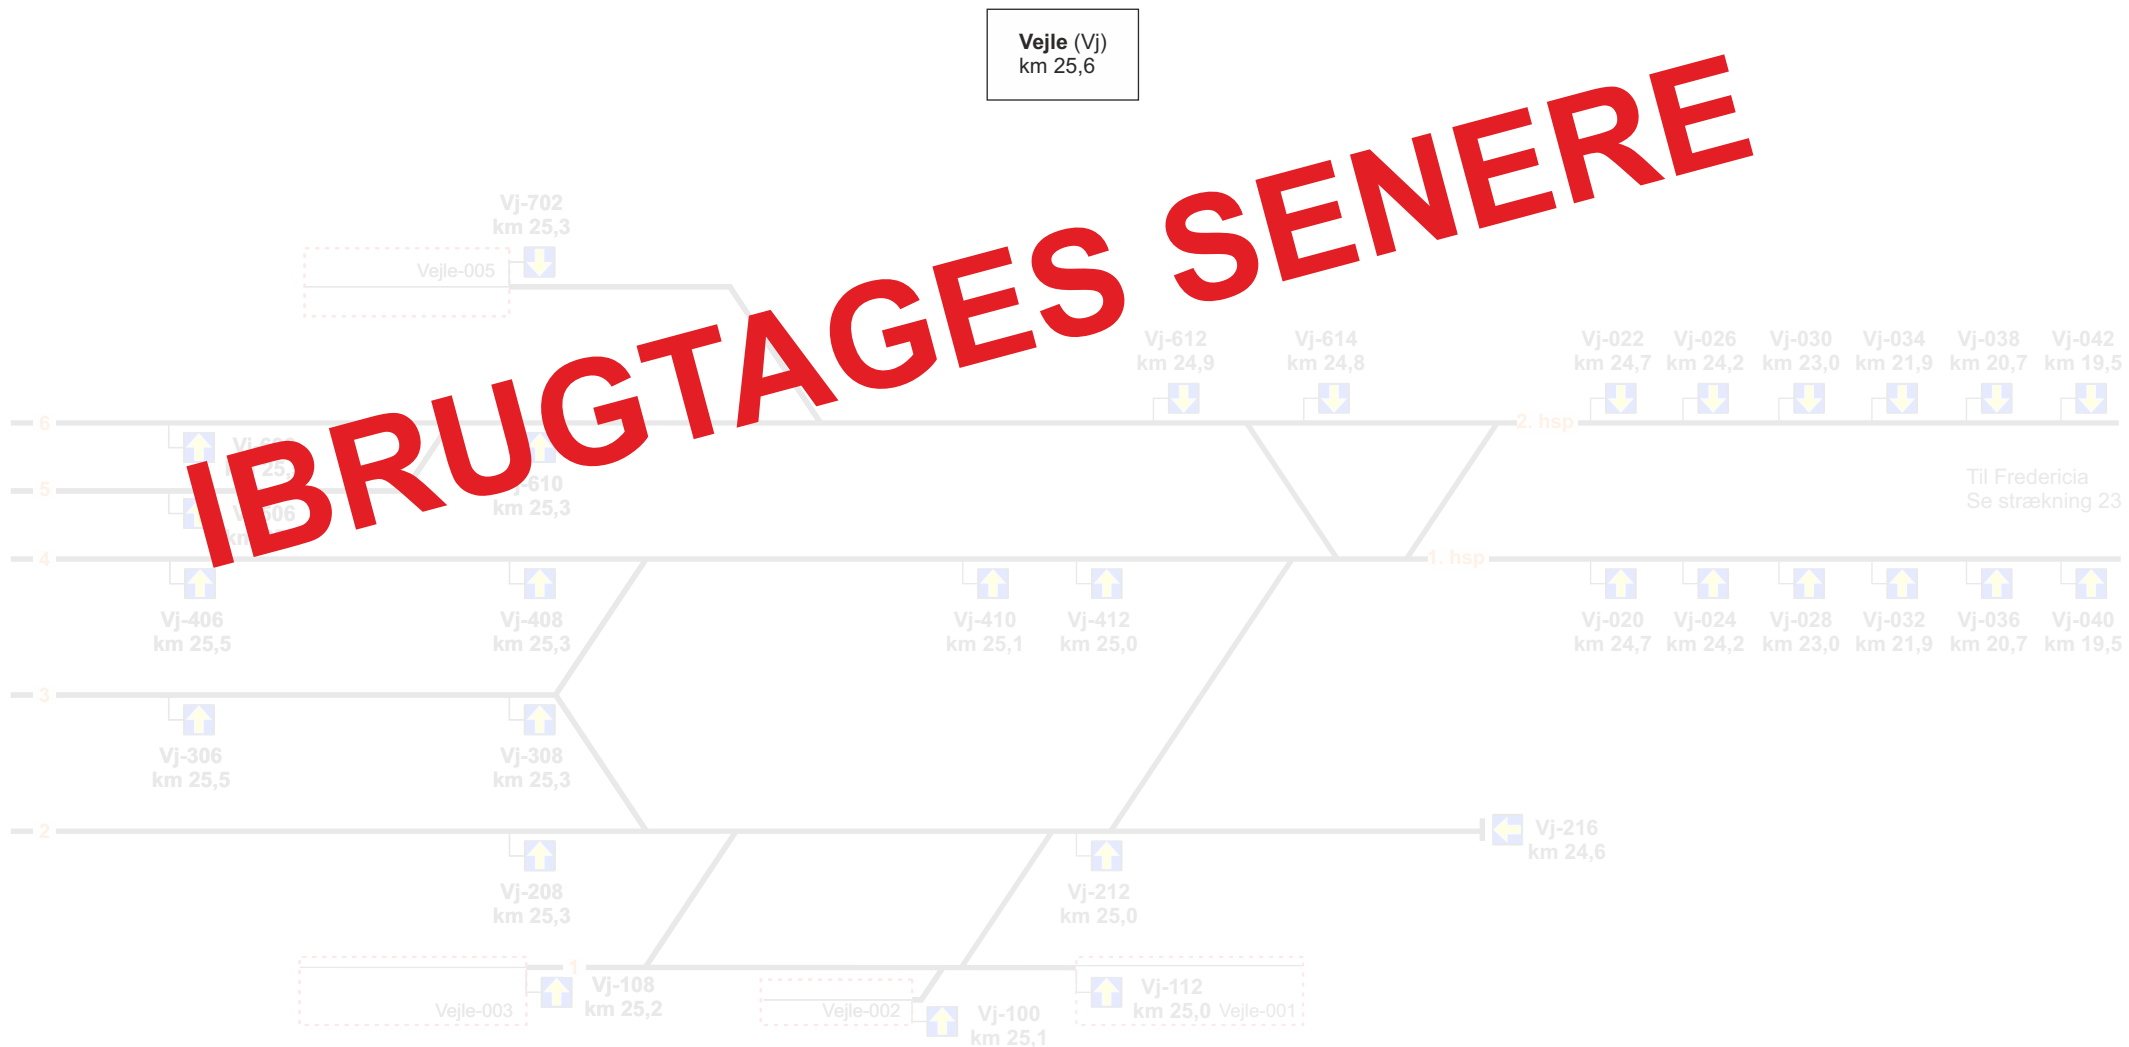 Vejle (Vj)
km 25,6
IBRUGTAGES SENERE
Vj-702
km 25,3
Vejle-005
Vj-612
km 24,9
Vj-614
km 24,8
Vj-022
km 24,7
Vj-026
km 24,2
Vj-030
km 23,0
Vj-034
km 21,9
Vj-038
km 20,7
Vj-042
km 19,5
6
2. hsp
5
Vj-610
km 25,3
Til Fredericia
Se strækning 23
4
1. hsp
Vj-406
km 25,5
Vj-408
km 25,3
Vj-410
km 25,1
Vj-412
km 25,0
Vj-020
km 24,7
Vj-024
km 24,2
Vj-028
km 23,0
Vj-032
km 21,9
Vj-036
km 20,7
Vj-040
km 19,5
3
Vj-306
km 25,5
Vj-308
km 25,3
2
Vj-216
km 24,6
Vj-208
km 25,3
Vj-212
km 25,0
1
Vejle-003
Vj-108
km 25,2
Vejle-002
Vj-100
km 25,1
Vj-112
km 25,0
Vejle-001